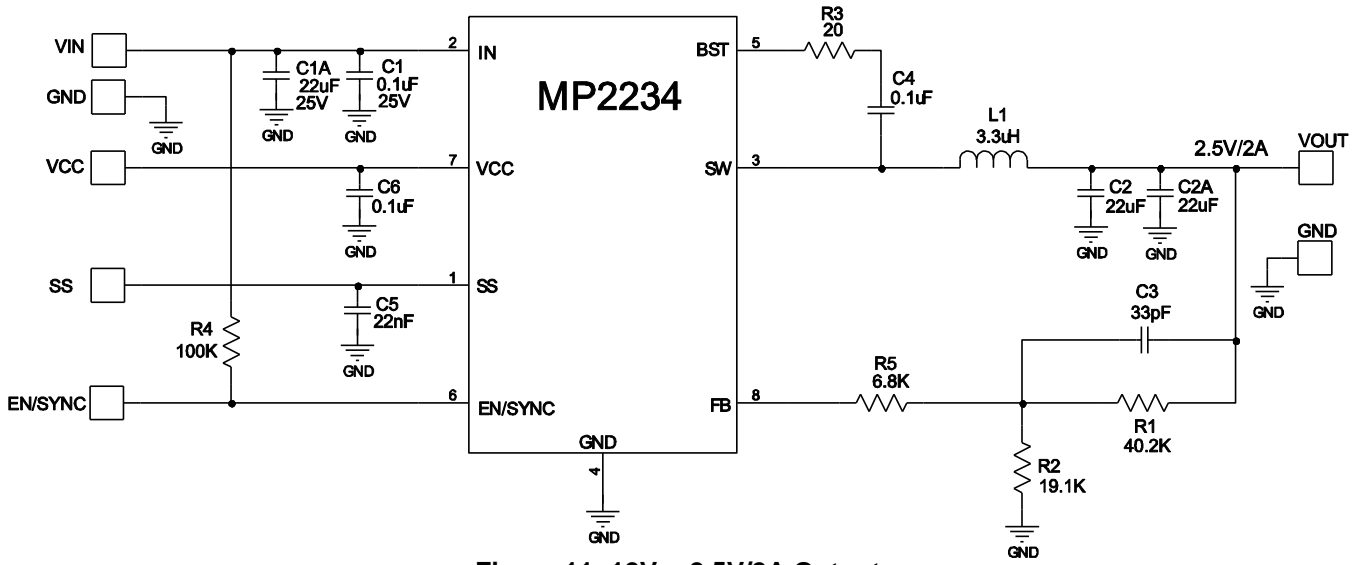 VIN
GND
GND
C1A
22uF
25V
GND
C1
0.1uF
25V
GND
2
IN
MP2234
BST
5
R3
20
C4
0.1uF
VCC
7
VCC
C6
0.1uF
GND
SW
3
L1
3.3uH
2.5V/2A
VOUT
C2
22uF
GND
C2A
22uF
GND
GND
GND
SS
1
SS
C5
22nF
GND
R4
100K
C3
33pF
EN/SYNC
6
EN/SYNC
FB
8
R5
6.8K
R1
40.2K
R2
19.1K
GND
GND
4
GND